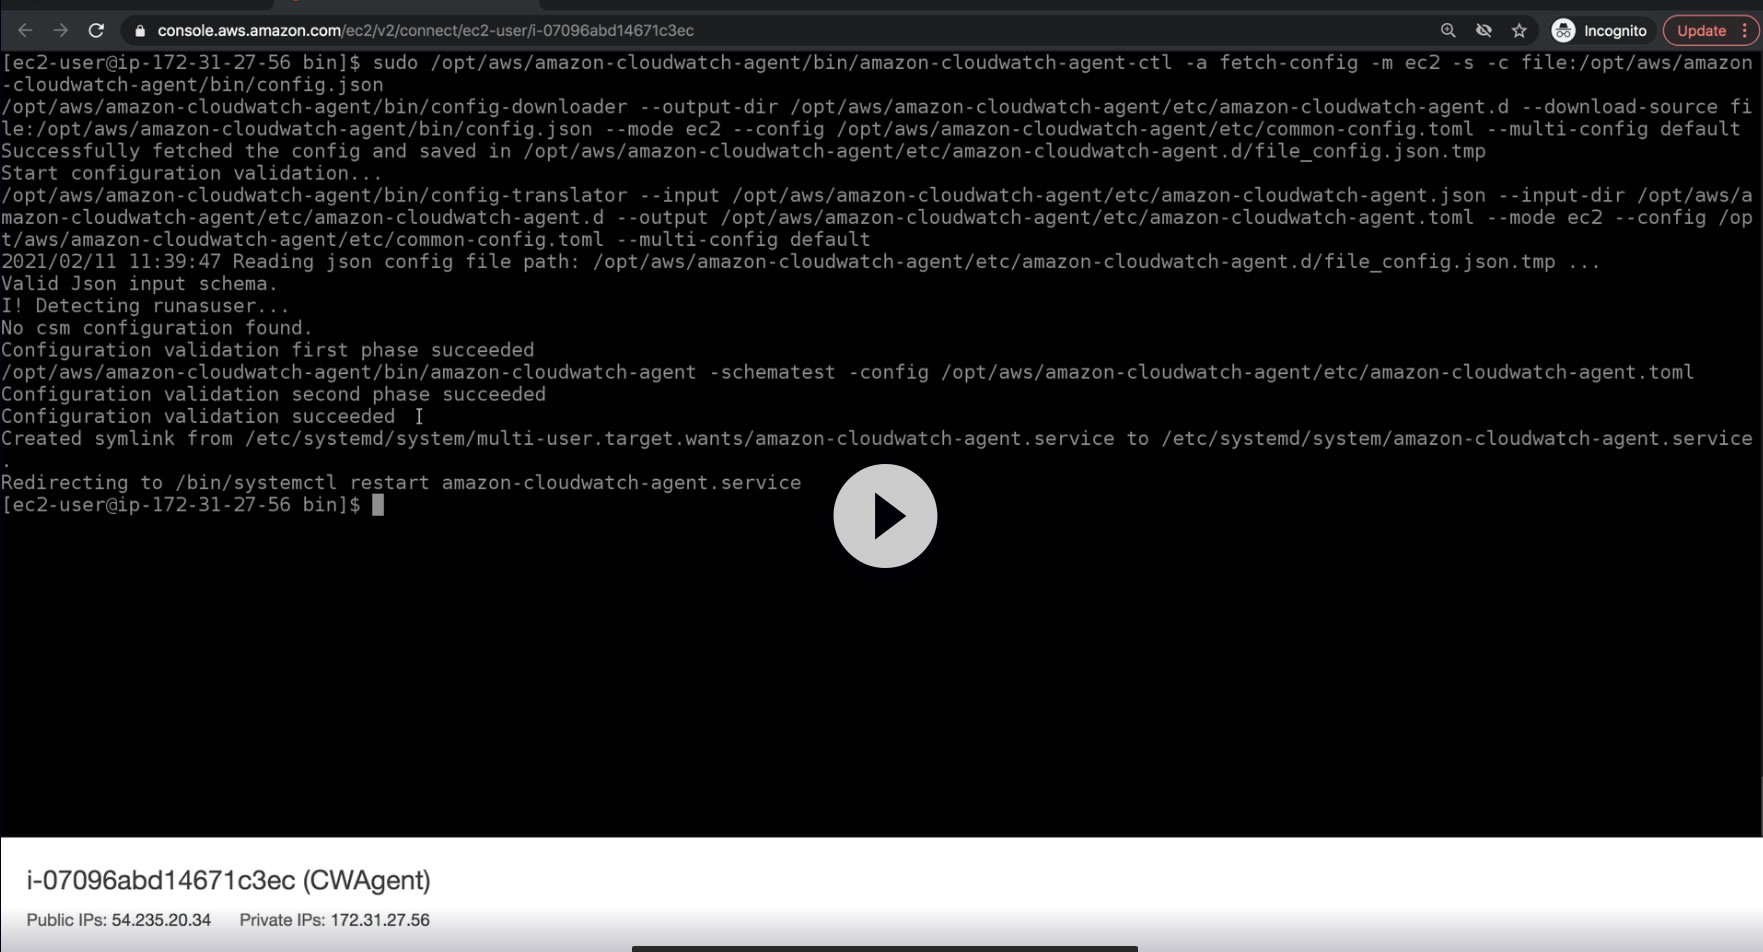 console.aws.amazon.com/ec2/v2/connect/ec2-user/i-07096abd14671c3ec
Incognito
Update
[ec2-user@ip-172-31-27-56 bin]$ sudo /opt/aws/amazon-cloudwatch-agent/bin/amazon-cloudwatch-agent-ctl -a fetch-config -m ec2 -s -c file:/opt/aws/amazon
-cloudwatch-agent/bin/config.json
/opt/aws/amazon-cloudwatch-agent/bin/config-downloader --output-dir /opt/aws/amazon-cloudwatch-agent/etc/amazon-cloudwatch-agent.d --download-source fi
le:/opt/aws/amazon-cloudwatch-agent/bin/config.json --mode ec2 --config /opt/aws/amazon-cloudwatch-agent/etc/common-config.toml --multi-config default
Successfully fetched the config and saved in /opt/aws/amazon-cloudwatch-agent/etc/amazon-cloudwatch-agent.d/file_config.json.tmp
Start configuration validation...
/opt/aws/amazon-cloudwatch-agent/bin/config-translator --input /opt/aws/amazon-cloudwatch-agent/etc/amazon-cloudwatch-agent.json --input-dir /opt/aws/a
mazon-cloudwatch-agent/etc/amazon-cloudwatch-agent.d --output /opt/aws/amazon-cloudwatch-agent/etc/amazon-cloudwatch-agent.toml --mode ec2 --config /op
t/aws/amazon-cloudwatch-agent/etc/common-config.toml --multi-config default
2021/02/11 11:39:47 Reading json config file path: /opt/aws/amazon-cloudwatch-agent/etc/amazon-cloudwatch-agent.d/file_config.json.tmp ...
Valid Json input schema.
I! Detecting runasuser...
No csm configuration found.
Configuration validation first phase succeeded
/opt/aws/amazon-cloudwatch-agent/bin/amazon-cloudwatch-agent -schematest -config /opt/aws/amazon-cloudwatch-agent/etc/amazon-cloudwatch-agent.toml
Configuration validation second phase succeeded
Configuration validation succeeded
Created symlink from /etc/systemd/system/multi-user.target.wants/amazon-cloudwatch-agent.service to /etc/systemd/system/amazon-cloudwatch-agent.service
.
Redirecting to /bin/systemctl restart amazon-cloudwatch-agent.service
[ec2-user@ip-172-31-27-56 bin]$
i-07096abd14671c3ec (CWAgent)
Public IPs: 54.235.20.34 Private IPs: 172.31.27.56